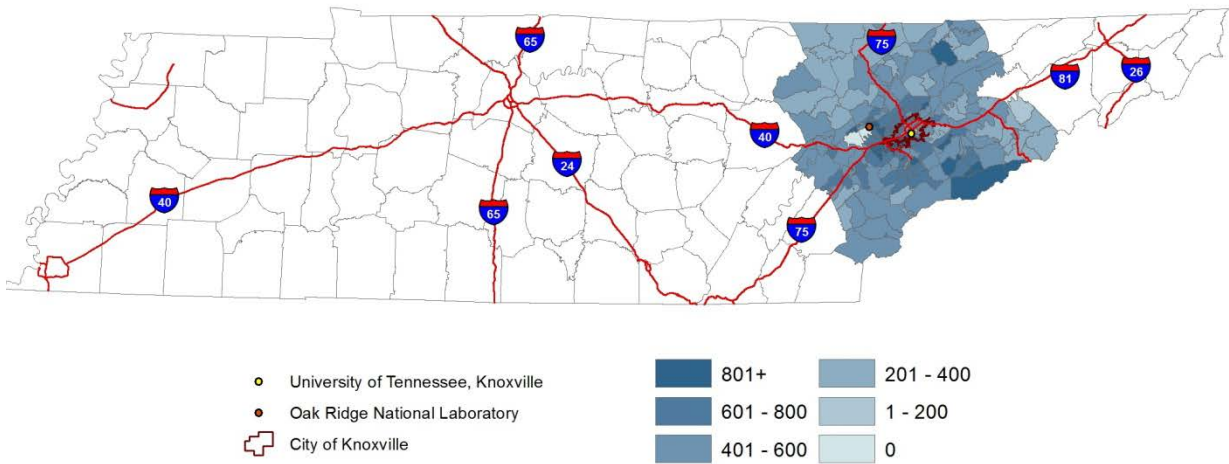 65
75
81
26
40
24
40
65
75
University of Tennessee, Knoxville
Oak Ridge National Laboratory
City of Knoxville
801+
601 - 800
401 - 600
201 - 400
1 - 200
0